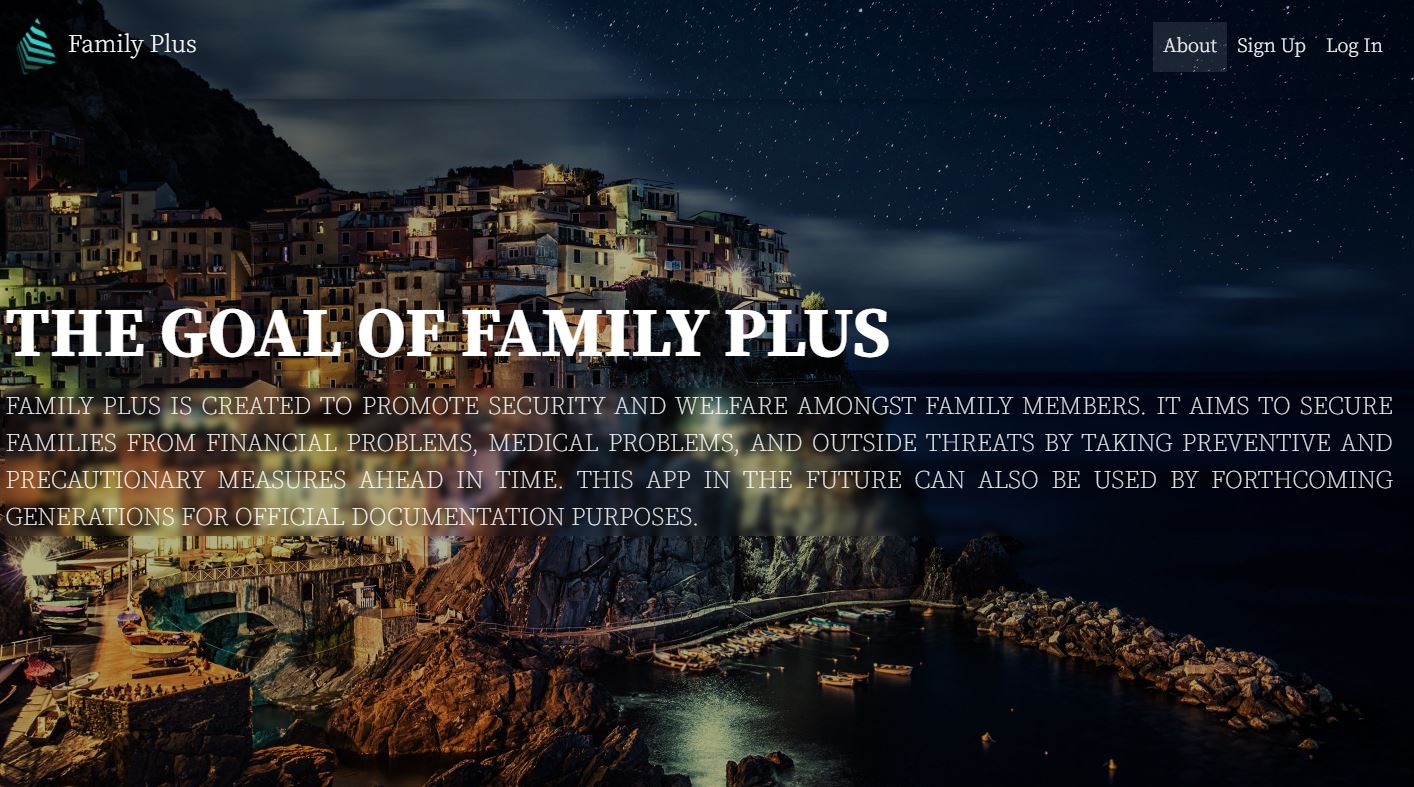 Family Plus
About Sign Up Log In
THE GOAL OF FAMILY PLUS
FAMILY PLUS IS CREATED TO PROMOTE SECURITY AND WELFARE AMONGST FAMILY MEMBERS. IT AIMS TO SECURE
FAMILIES FROM FINANCIAL PROBLEMS, MEDICAL PROBLEMS, AND OUTSIDE THREATS BY TAKING PREVENTIVE AND
PRECAUTIONARY MEASURES AHEAD IN TIME. THIS APP IN THE FUTURE CAN ALSO BE USED BY FORTHCOMING
GENERATIONS FOR OFFICIAL DOCUMENTATION PURPOSES.